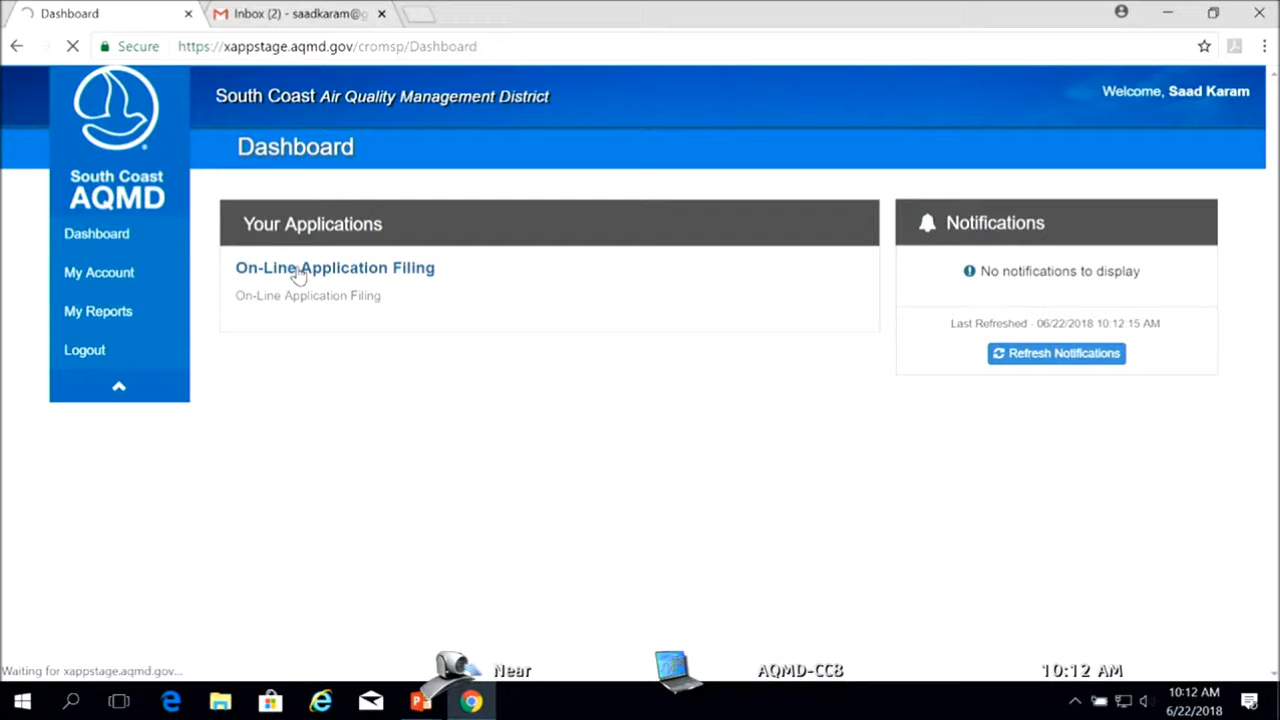 Dashboard
Inbox (2) - saadkaram@g
Secure
https://xappstage.aqmd.gov/cromsp/Dashboard
South Coast Air Quality Management District
Welcome, Saad Karam
Dashboard
South Coast
AQMD
Dashboard
My Account
My Reports
Logout
Your Applications
On-Line Application Filing
On-Line Application Filing
Notifications
No notifications to display
Last Refreshed - 06/22/2018 10:12:15 AM
Refresh Notifications
Waiting for xappstage.aqmd.gov...
Near
AQMD-CC8
10:12 AM
10:12 AM
6/22/2018